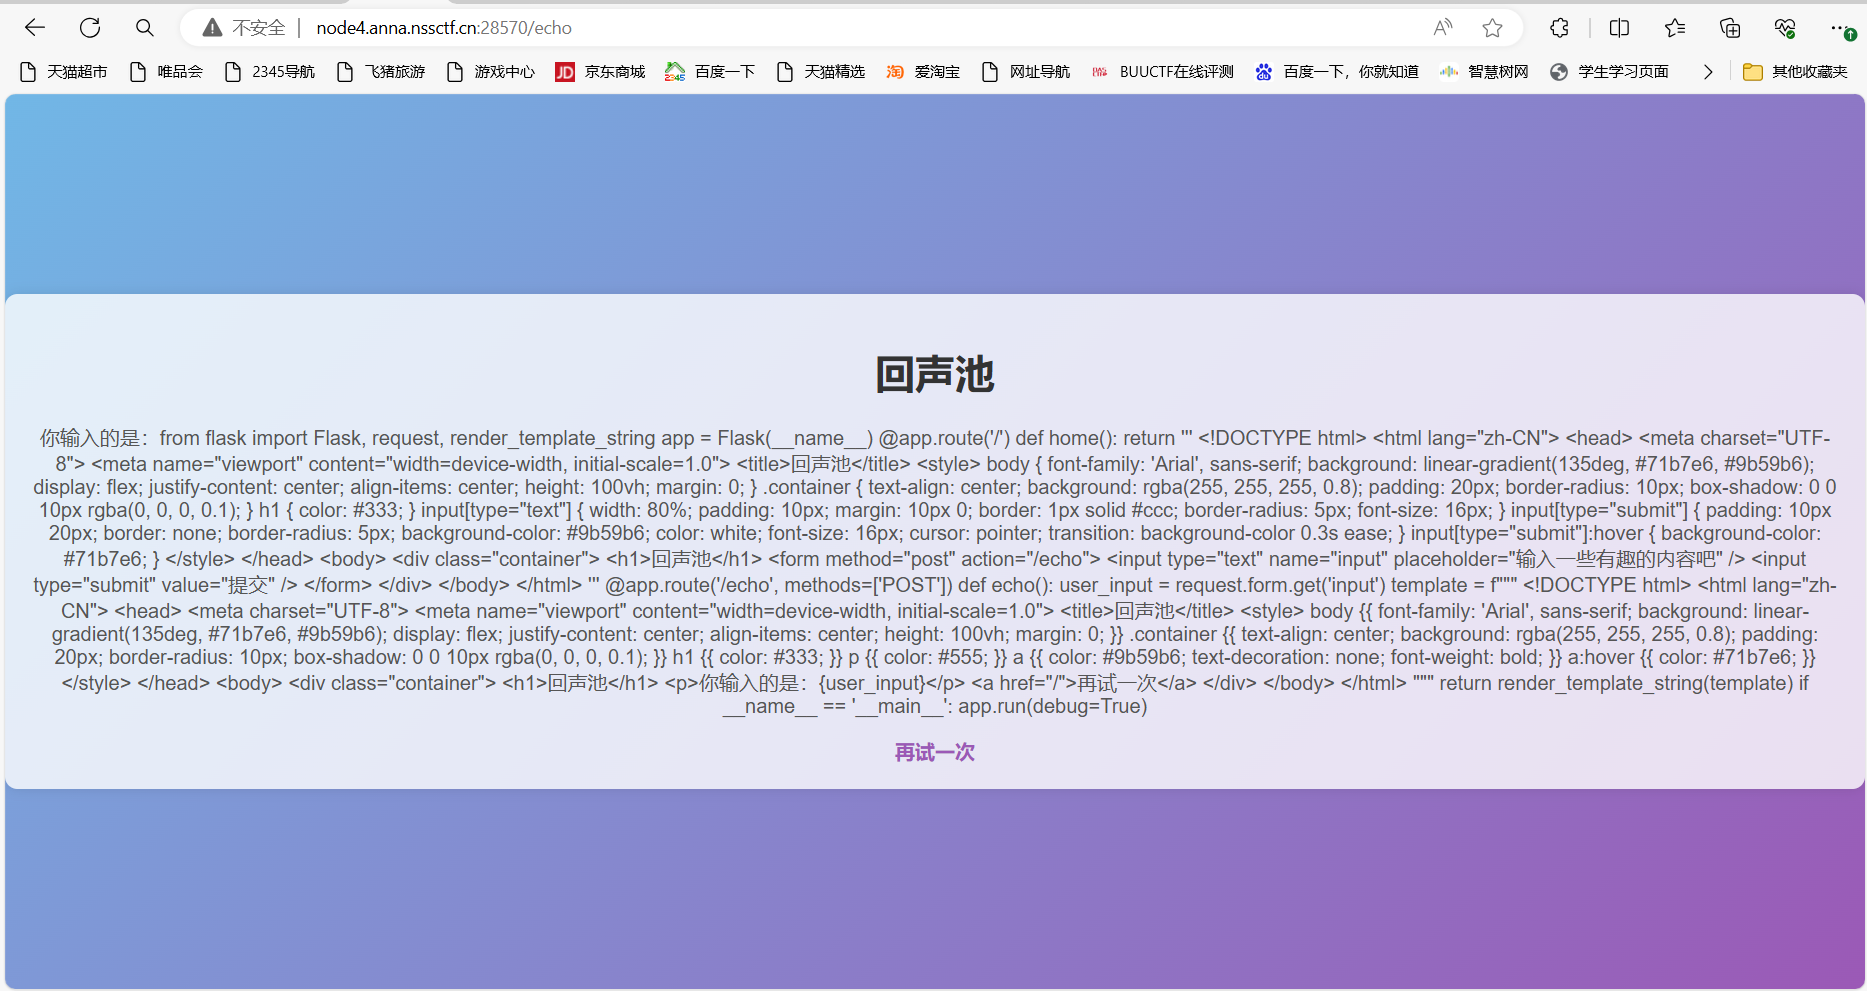 不安全 node4.anna.nssctf.cn:28570/echo
天猫超市 唯品会 2345导航 飞猪旅游 游戏中心 JD 京东商城 2345 百度一下 天猫精选 淘 爱淘宝 网址导航 BUUCTF在线评测 du 百度一下，你就知道 智慧树网 学生学习页面 其他收藏夹
回声池
你输入的是：from flask import Flask, request, render_template_string app = Flask(__name__) @app.route('/') def home(): return ''' <!DOCTYPE html> <html lang="zh-CN"> <head> <meta charset="UTF-
8"> <meta name="viewport" content="width=device-width, initial-scale=1.0"> <title>回声池</title> <style> body { font-family: 'Arial', sans-serif; background: linear-gradient(135deg, #71b7e6, #9b59b6);
display: flex; justify-content: center; align-items: center; height: 100vh; margin: 0; } .container { text-align: center; background: rgba(255, 255, 255, 0.8); padding: 20px; border-radius: 10px; box-shadow: 0 0
10px rgba(0, 0, 0, 0.1); } h1 { color: #333; } input[type="text"] { width: 80%; padding: 10px; margin: 10px 0; border: 1px solid #ccc; border-radius: 5px; font-size: 16px; } input[type="submit"] { padding: 10px
20px; border: none; border-radius: 5px; background-color: #9b59b6; color: white; font-size: 16px; cursor: pointer; transition: background-color 0.3s ease; } input[type="submit"]:hover { background-color:
#71b7e6; } </style> </head> <body> <div class="container"> <h1>回声池</h1> <form method="post" action="/echo"> <input type="text" name="input" placeholder="输入一些有趣的内容吧" /> <input
type="submit" value="提交" /> </form> </div> </body> </html> ''' @app.route('/echo', methods=['POST']) def echo(): user_input = request.form.get('input') template = f""" <!DOCTYPE html> <html lang="zh-
CN"> <head> <meta charset="UTF-8"> <meta name="viewport" content="width=device-width, initial-scale=1.0"> <title>回声池</title> <style> body {{ font-family: 'Arial', sans-serif; background: linear-
gradient(135deg, #71b7e6, #9b59b6); display: flex; justify-content: center; align-items: center; height: 100vh; margin: 0; }} .container {{ text-align: center; background: rgba(255, 255, 255, 0.8); padding:
20px; border-radius: 10px; box-shadow: 0 0 10px rgba(0, 0, 0, 0.1); }} h1 {{ color: #333; }} p {{ color: #555; }} a {{ color: #9b59b6; text-decoration: none; font-weight: bold; }} a:hover {{ color: #71b7e6; }}
</style> </head> <body> <div class="container"> <h1>回声池</h1> <p>你输入的是：{user_input}</p> <a href="/">再试一次</a> </div> </body> </html> """ return render_template_string(template) if
__name__ == '__main__': app.run(debug=True)
再试一次